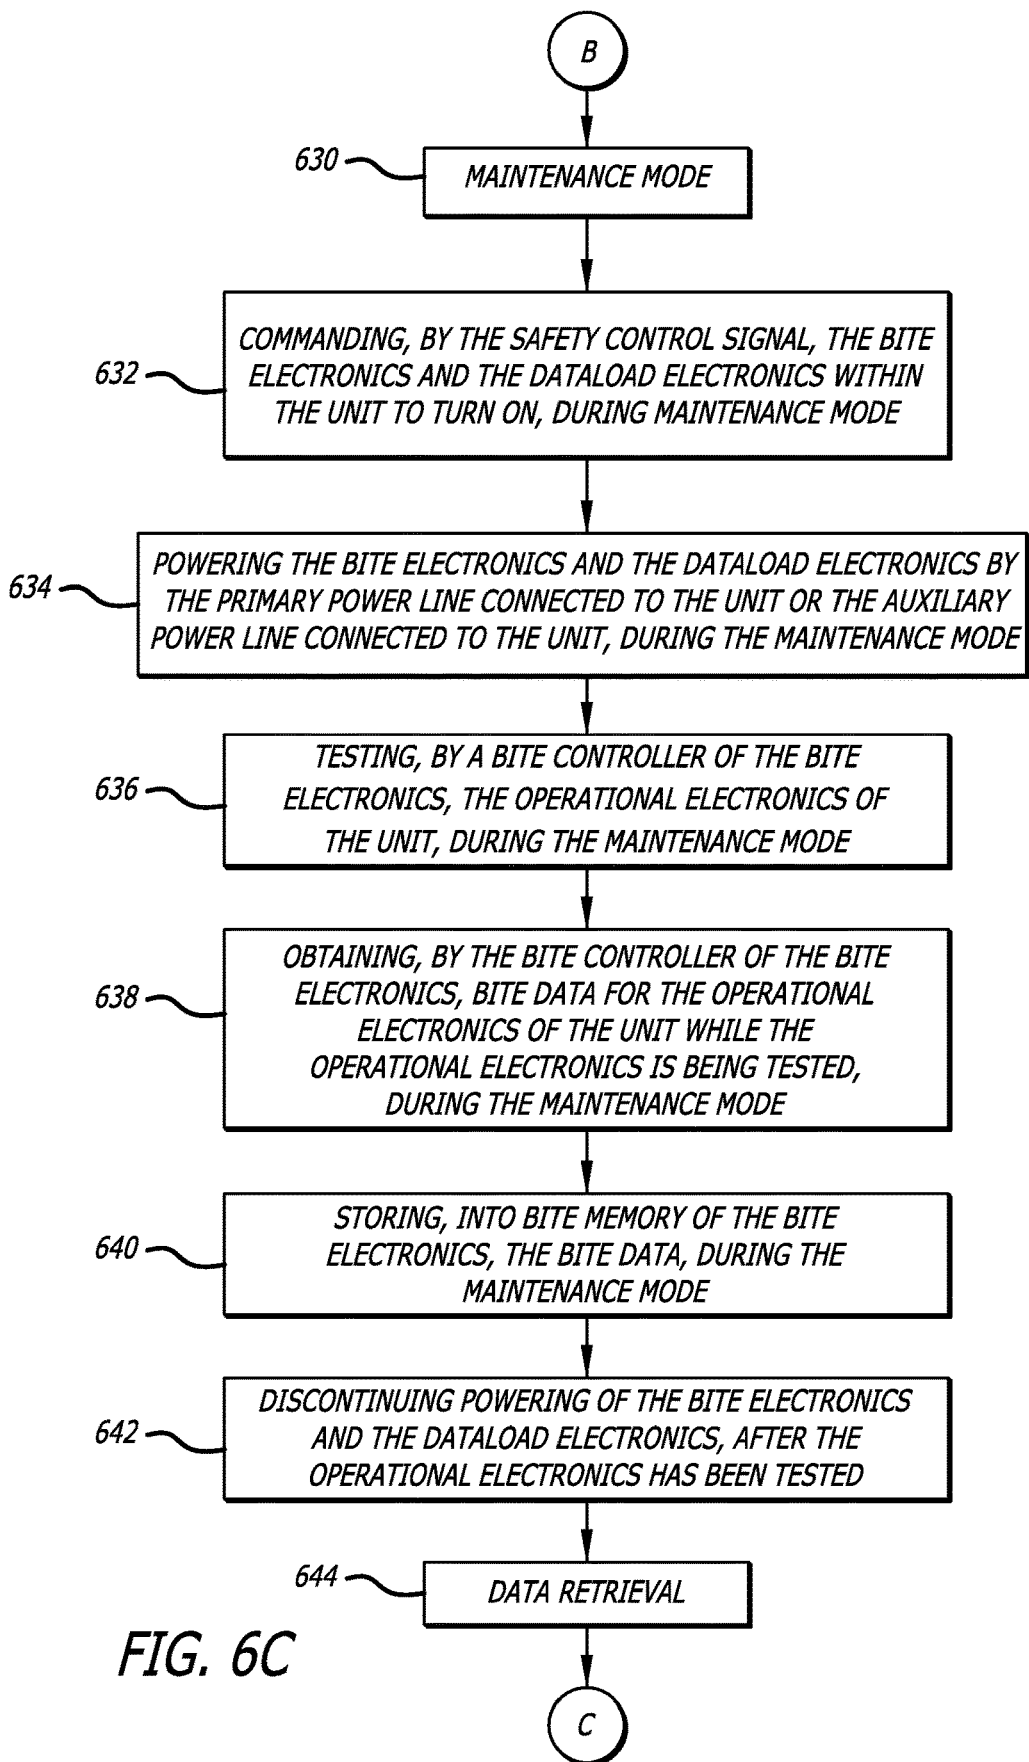 B
630
MAINTENANCE MODE
632
COMMANDING, BY THE SAFETY CONTROL SIGNAL, THE BITE
ELECTRONICS AND THE DATALOAD ELECTRONICS WITHIN
THE UNIT TO TURN ON, DURING MAINTENANCE MODE
634
POWERING THE BITE ELECTRONICS AND THE DATALOAD ELECTRONICS BY
THE PRIMARY POWER LINE CONNECTED TO THE UNIT OR THE AUXILIARY
POWER LINE CONNECTED TO THE UNIT, DURING THE MAINTENANCE MODE
636
TESTING, BY A BITE CONTROLLER OF THE BITE
ELECTRONICS, THE OPERATIONAL ELECTRONICS OF
THE UNIT, DURING THE MAINTENANCE MODE
638
OBTAINING, BY THE BITE CONTROLLER OF THE BITE
ELECTRONICS, BITE DATA FOR THE OPERATIONAL
ELECTRONICS OF THE UNIT WHILE THE
OPERATIONAL ELECTRONICS IS BEING TESTED,
DURING THE MAINTENANCE MODE
640
STORING, INTO BITE MEMORY OF THE BITE
ELECTRONICS, THE BITE DATA, DURING THE
MAINTENANCE MODE
642
DISCONTINUING POWERING OF THE BITE ELECTRONICS
AND THE DATALOAD ELECTRONICS, AFTER THE
OPERATIONAL ELECTRONICS HAS BEEN TESTED
644
DATA RETRIEVAL
FIG. 6C
C